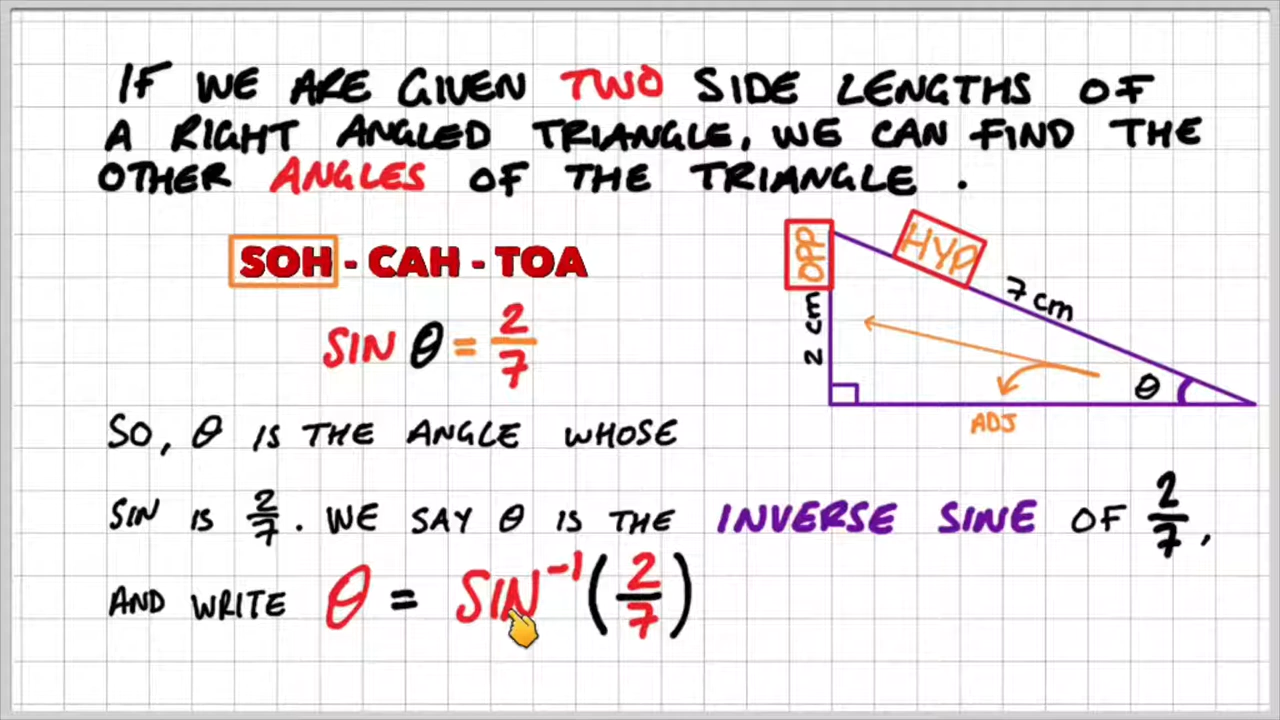 IF WE ARE GIVEN TWO SIDE LENGTHS OF
A RIGHT ANGLED TRIANGLE, WE CAN FIND THE
OTHER ANGLES OF THE TRIANGLE.
SOH - CAH - TOA
SIN θ = 2/7
OPP
HYP
7 cm
2 cm
θ
ADJ
SO, θ IS THE ANGLE WHOSE
SIN IS 2/7. WE SAY θ IS THE INVERSE SINE OF 2/7,
AND WRITE θ = SIN⁻¹(2/7)